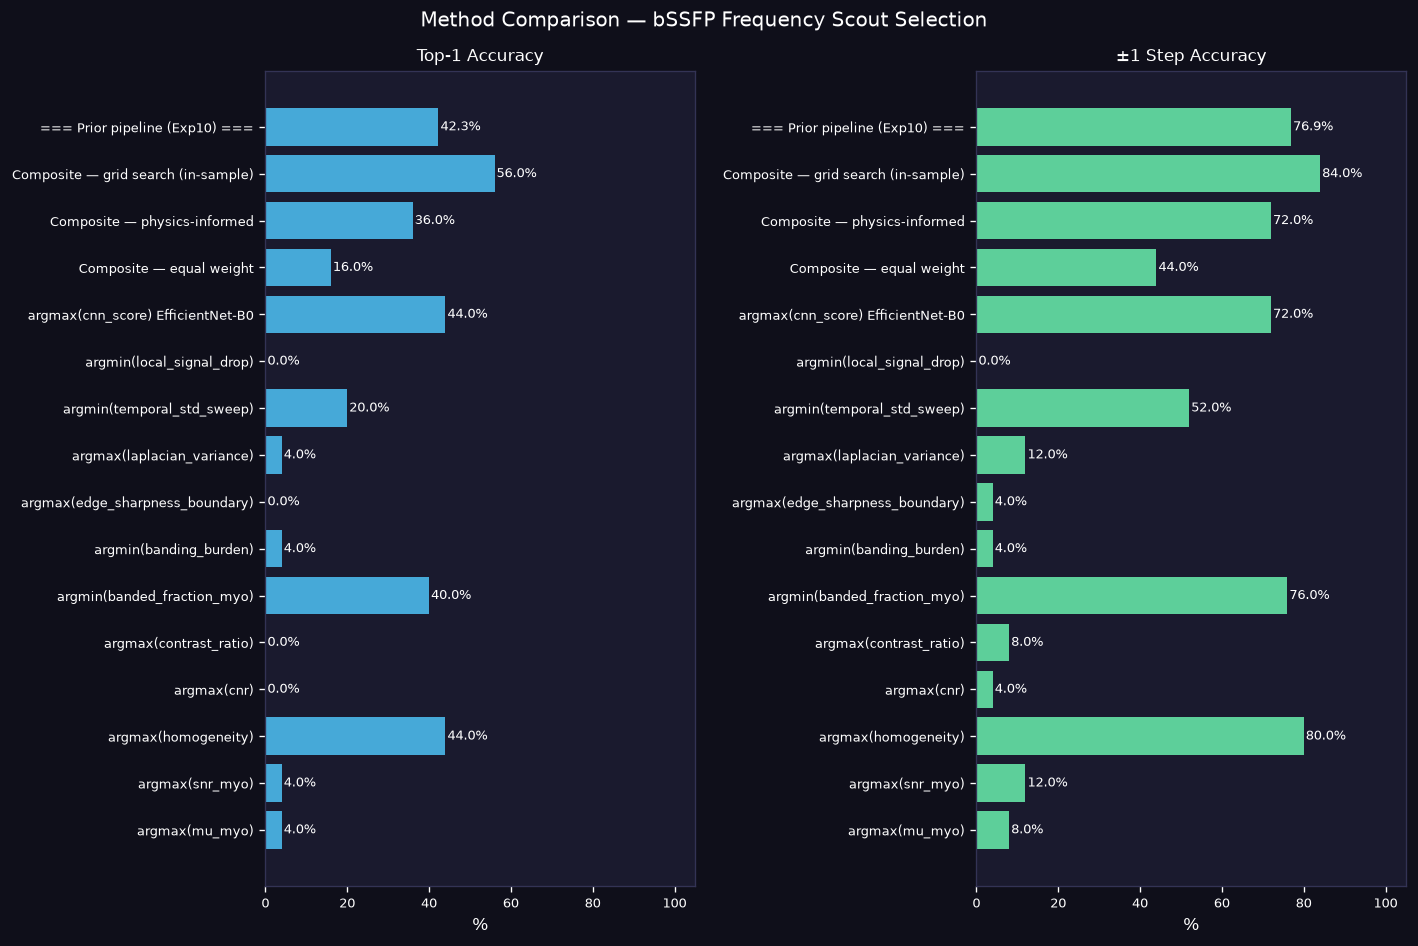 Method Comparison — bSSFP Frequency Scout Selection
Top-1 Accuracy
=== Prior pipeline (Exp10) === 42.3%
Composite — grid search (in-sample) 56.0%
Composite — physics-informed 36.0%
Composite — equal weight 16.0%
argmax(cnn_score) EfficientNet-B0 44.0%
argmin(local_signal_drop) 0.0%
argmin(temporal_std_sweep) 20.0%
argmax(laplacian_variance) 4.0%
argmax(edge_sharpness_boundary) 0.0%
argmin(banding_burden) 4.0%
argmin(banded_fraction_myo) 40.0%
argmax(contrast_ratio) 0.0%
argmax(cnr) 0.0%
argmax(homogeneity) 44.0%
argmax(snr_myo) 4.0%
argmax(mu_myo) 4.0%
0 20 40 60 80 100
%
±1 Step Accuracy
=== Prior pipeline (Exp10) === 76.9%
Composite — grid search (in-sample) 84.0%
Composite — physics-informed 72.0%
Composite — equal weight 44.0%
argmax(cnn_score) EfficientNet-B0 72.0%
argmin(local_signal_drop) 0.0%
argmin(temporal_std_sweep) 52.0%
argmax(laplacian_variance) 12.0%
argmax(edge_sharpness_boundary) 4.0%
argmin(banding_burden) 4.0%
argmin(banded_fraction_myo) 76.0%
argmax(contrast_ratio) 8.0%
argmax(cnr) 4.0%
argmax(homogeneity) 80.0%
argmax(snr_myo) 12.0%
argmax(mu_myo) 8.0%
0 20 40 60 80 100
%